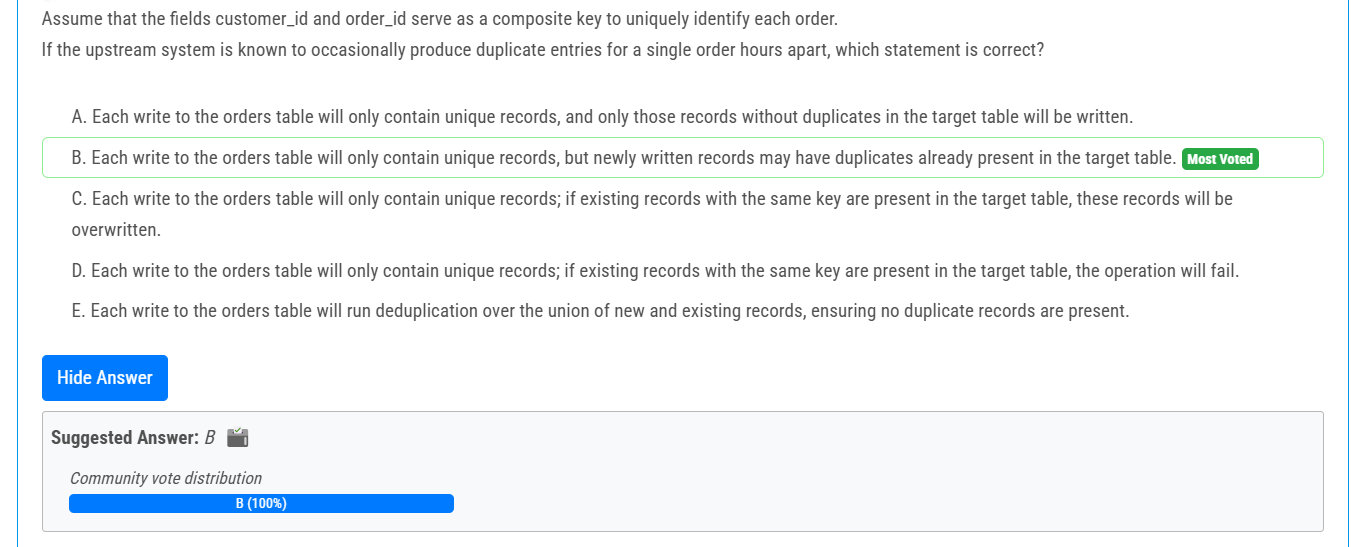 Assume that the fields customer_id and order_id serve as a composite key to uniquely identify each order.
If the upstream system is known to occasionally produce duplicate entries for a single order hours apart, which statement is correct?
A. Each write to the orders table will only contain unique records, and only those records without duplicates in the target table will be written.
B. Each write to the orders table will only contain unique records, but newly written records may have duplicates already present in the target table. Most Voted
C. Each write to the orders table will only contain unique records; if existing records with the same key are present in the target table, these records will be
overwritten.
D. Each write to the orders table will only contain unique records; if existing records with the same key are present in the target table, the operation will fail.
E. Each write to the orders table will run deduplication over the union of new and existing records, ensuring no duplicate records are present.
Hide Answer
Suggested Answer: B
Community vote distribution
B (100%)